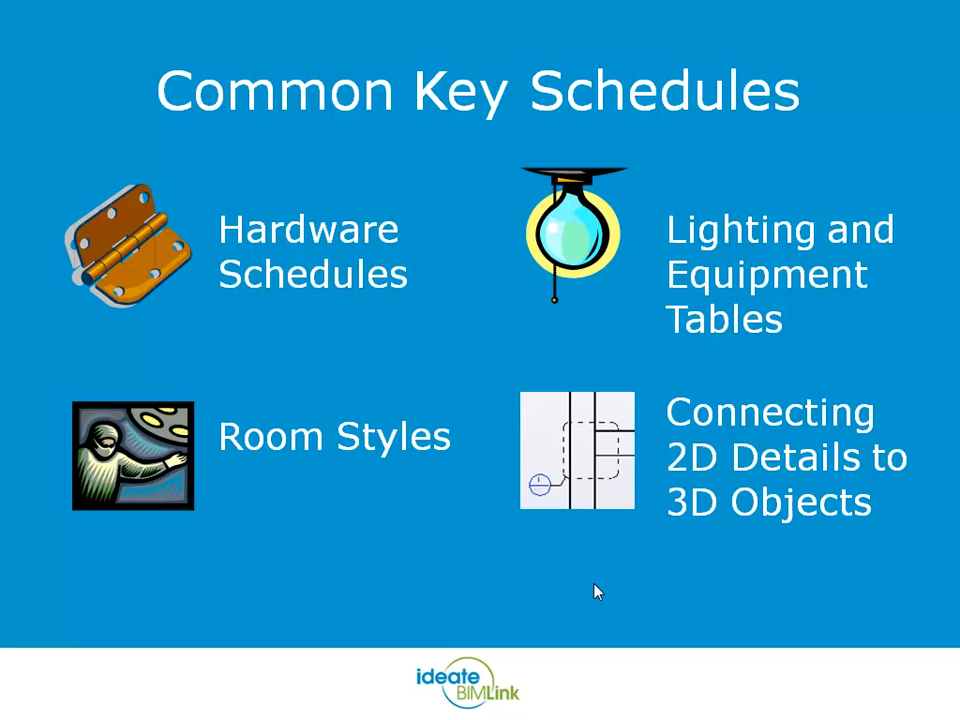 Common Key Schedules
Hardware
Schedules
Lighting and
Equipment
Tables
Room Styles
Connecting
2D Details to
3D Objects
ideate
BIMLink